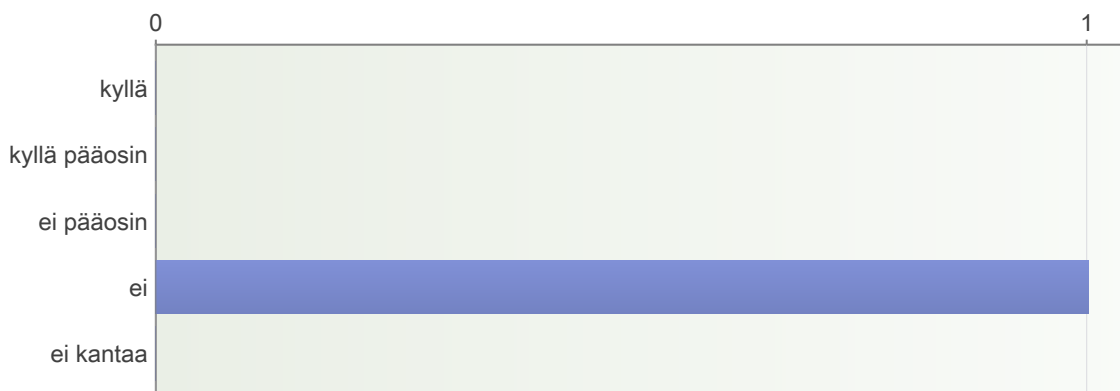 0 1
kyllä
kyllä pääosin
ei pääosin
ei
ei kantaa